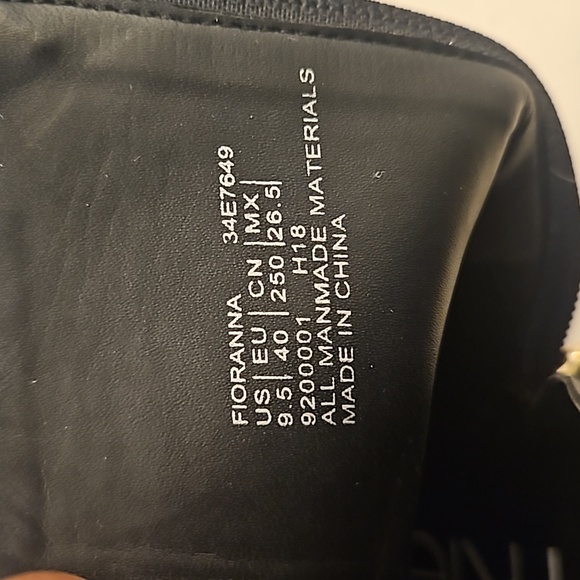 FIORANNA 34E7649
US | EU | CN | MX |
9.5 | 40 | 250 | 26.5 |
9200001 H18
ALL MANMADE MATERIALS
MADE IN CHINA